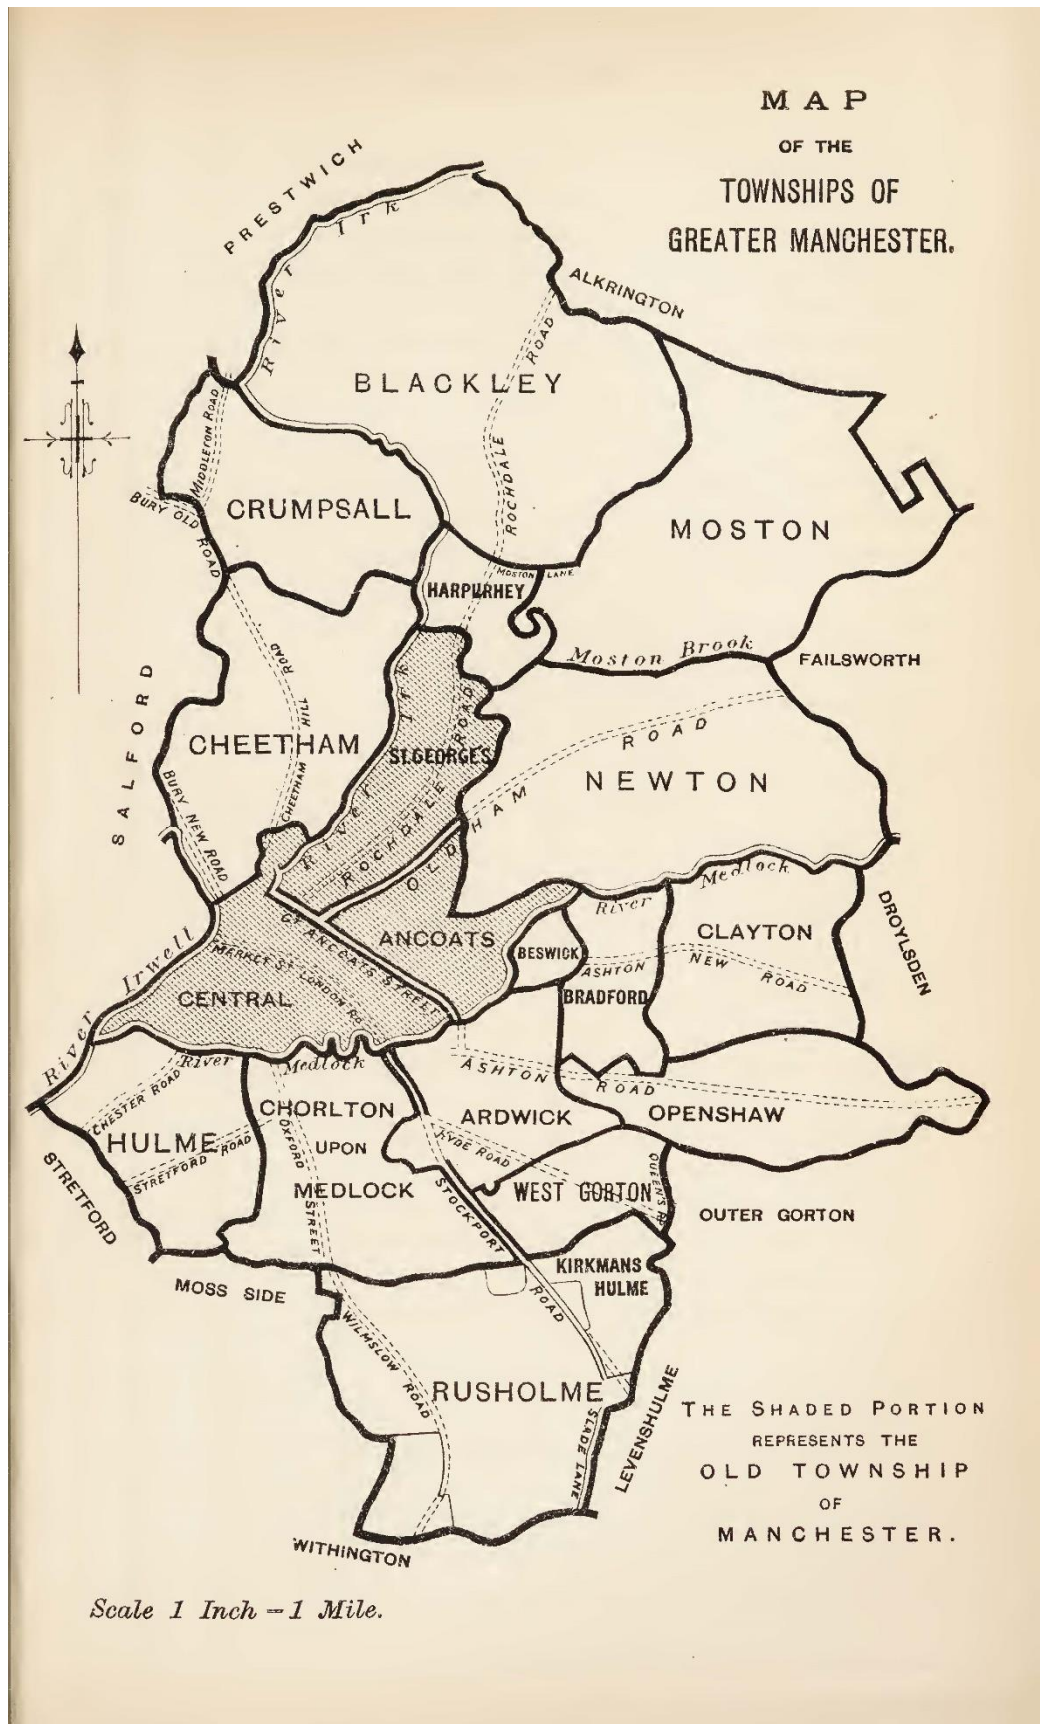 MAP
OF THE
TOWNSHIPS OF
GREATER MANCHESTER.
PRESTWICH
River Irk
ALKRINGTON
ROCHDALE ROAD
BLACKLEY
MIDDLETON ROAD
BURY OLD ROAD
CRUMPSALL
MOSTON
MOSTON LANE
HARPURHEY
Moston Brook
FAILSWORTH
SALFORD
CHEETHAM HILL ROAD
CHEETHAM
River Irk
ST. GEORGES
ROCHDALE ROAD
OLDHAM ROAD
NEWTON
BURY NEW ROAD
River Medlock
DROYLSDEN
GT ANCOATS STREET
ANCOATS
BESWICK
CLAYTON
ASHTON NEW ROAD
BRADFORD
River Irwell
MARKET ST LONDON RD
CENTRAL
River Medlock
ASHTON ROAD
CHESTER ROAD
HULME
STRETFORD ROAD
STRETFORD
CHORLTON
UPON
MEDLOCK
OXFORD STREET
ARDWICK
HYDE ROAD
OPENSHAW
STOCKPORT ROAD
WEST GORTON
QUEEN'S RD
OUTER GORTON
MOSS SIDE
KIRKMANS
HULME
WILMSLOW ROAD
RUSHOLME
SLADE LANE
LEVENSHULME
WITHINGTON
THE SHADED PORTION
REPRESENTS THE
OLD TOWNSHIP
OF
MANCHESTER.
Scale 1 Inch = 1 Mile.